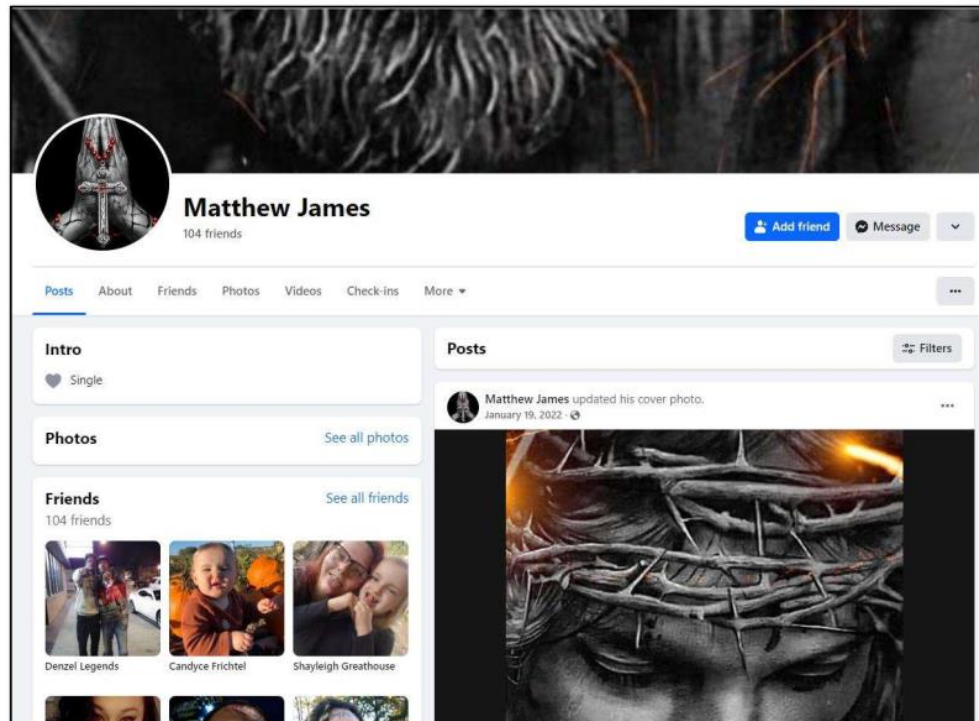 Matthew James
104 friends
Add friend
Message
Posts
About
Friends
Photos
Videos
Check-ins
More
Intro
Single
Photos
See all photos
Friends
See all friends
104 friends
Denzel Legends
Candyce Frichtel
Shayleigh Greathouse
Posts
Filters
Matthew James updated his cover photo.
January 19, 2022 ·